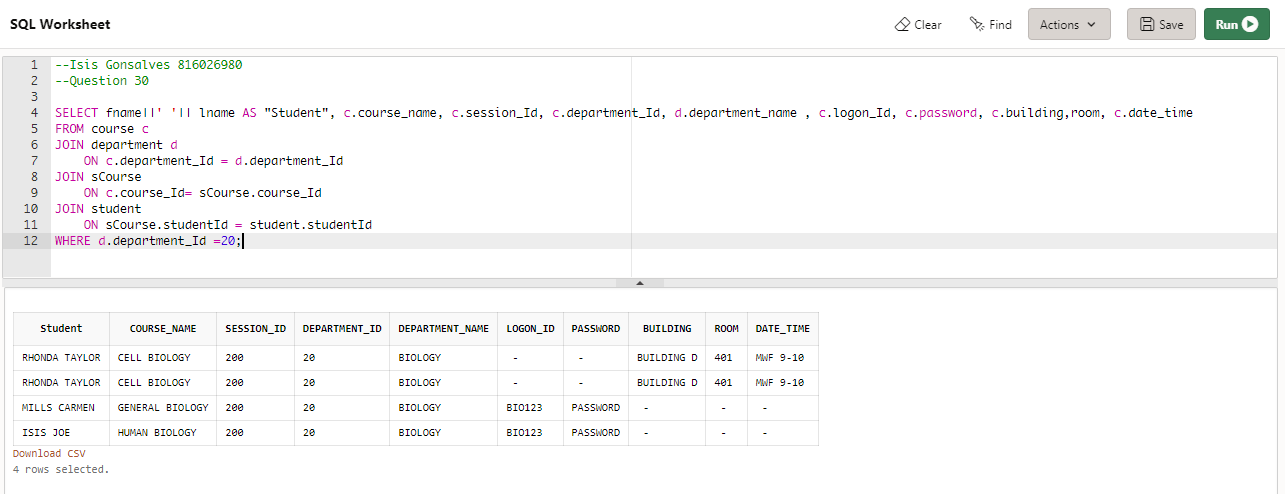 SQL Worksheet Clear Find Actions Save Run
1 --Isis Gonsalves 816026980
2 --Question 30
3
4 SELECT fname||' '|| lname AS "Student", c.course_name, c.session_Id, c.department_Id, d.department_name , c.logon_Id, c.password, c.building,room, c.date_time
5 FROM course c
6 JOIN department d
7 ON c.department_Id = d.department_Id
8 JOIN sCourse
9 ON c.course_Id= sCourse.course_Id
10 JOIN student
11 ON sCourse.studentId = student.studentId
12 WHERE d.department_Id =20;
Student COURSE_NAME SESSION_ID DEPARTMENT_ID DEPARTMENT_NAME LOGON_ID PASSWORD BUILDING ROOM DATE_TIME
RHONDA TAYLOR CELL BIOLOGY 200 20 BIOLOGY - - BUILDING D 401 MWF 9-10
RHONDA TAYLOR CELL BIOLOGY 200 20 BIOLOGY - - BUILDING D 401 MWF 9-10
MILLS CARMEN GENERAL BIOLOGY 200 20 BIOLOGY BIO123 PASSWORD - - -
ISIS JOE HUMAN BIOLOGY 200 20 BIOLOGY BIO123 PASSWORD - - -
Download CSV
4 rows selected.